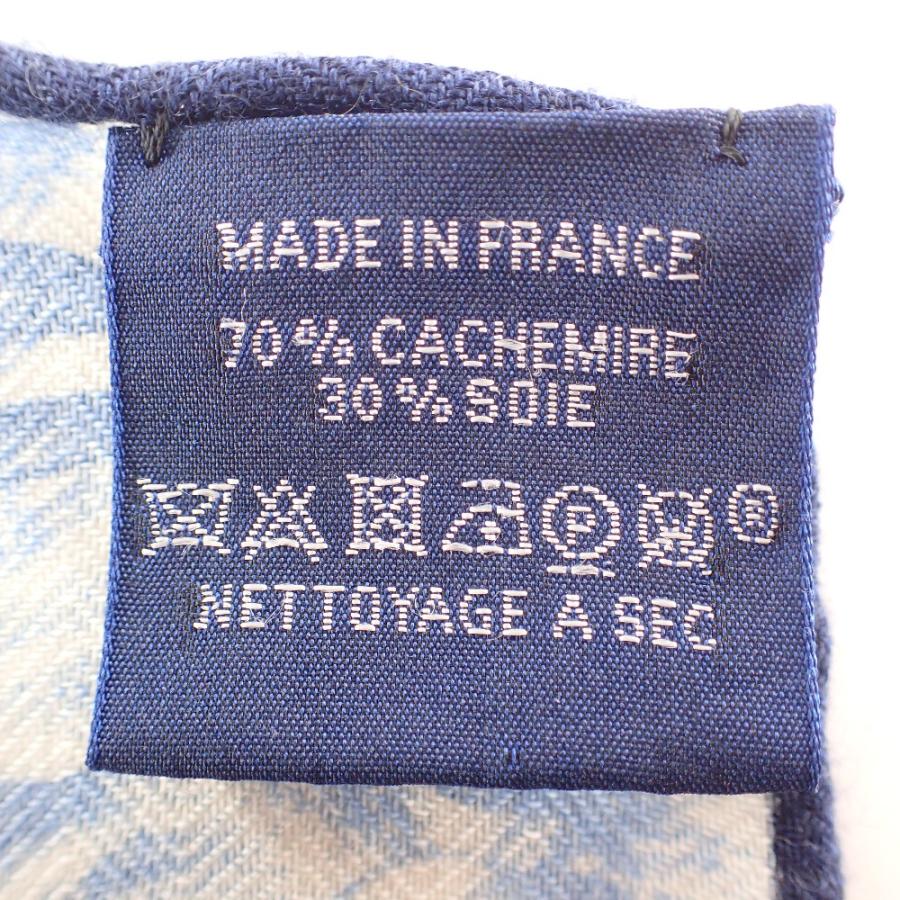 MADE IN FRANCE
70 % CACHEMIRE
30 % SOIE
P ®
NETTOYAGE A SEC